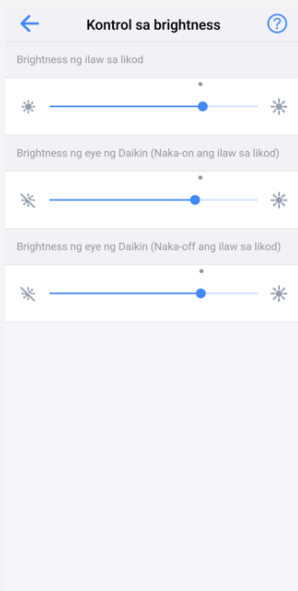 Kontrol sa brightness
Brightness ng ilaw sa likod
Brightness ng eye ng Daikin (Naka-on ang ilaw sa likod)
Brightness ng eye ng Daikin (Naka-off ang ilaw sa likod)